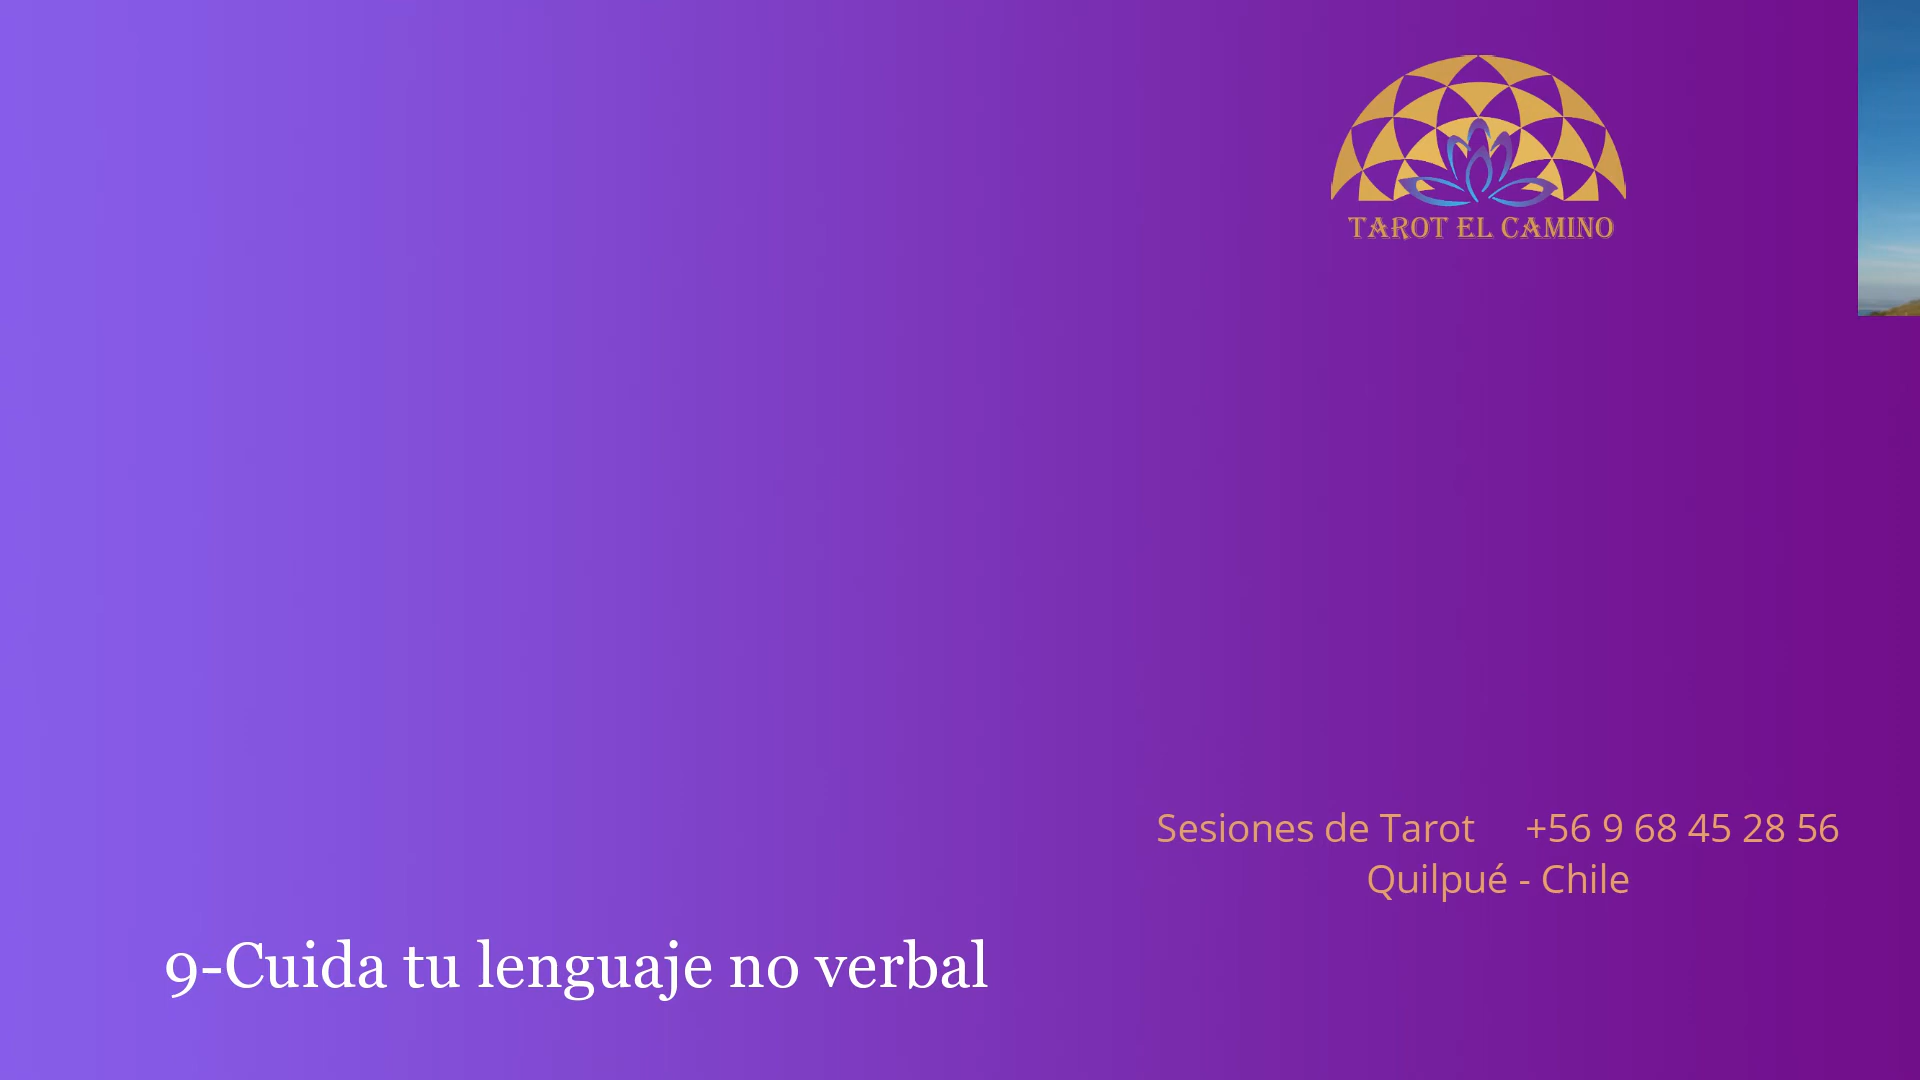 TAROT EL CAMINO
Sesiones de Tarot +56 9 68 45 28 56
Quilpué - Chile
9-Cuida tu lenguaje no verbal